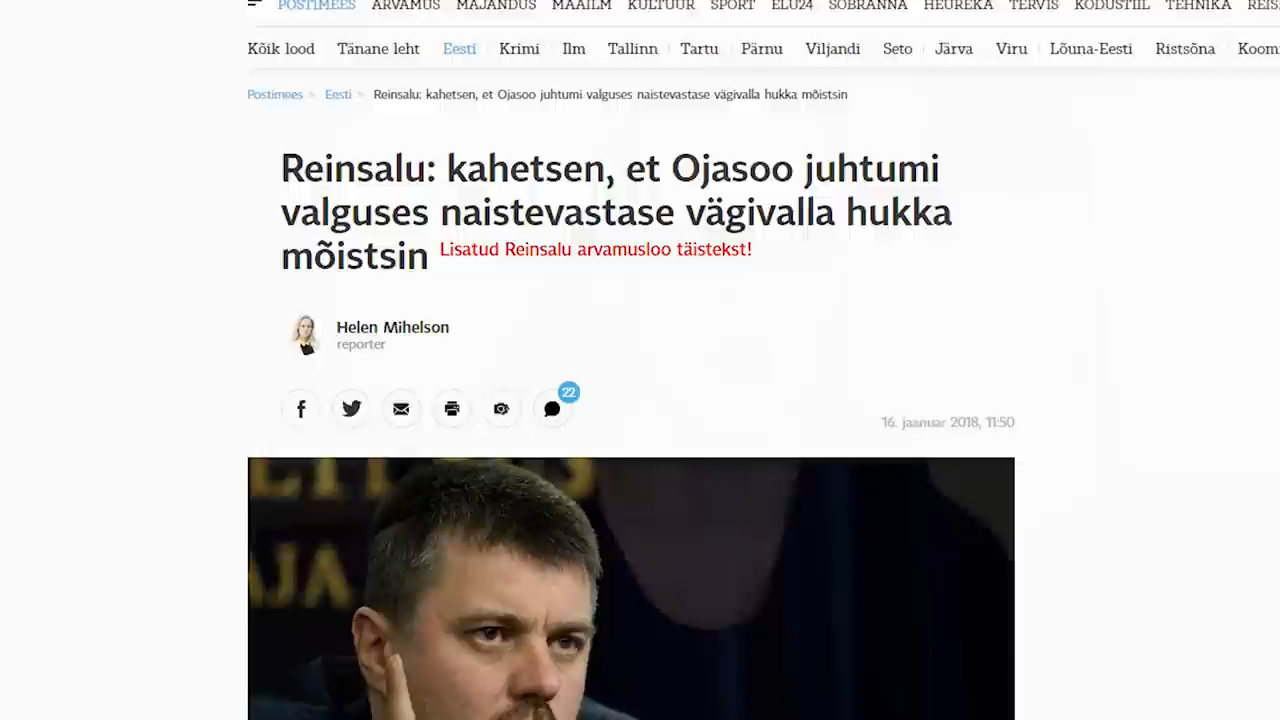 POSTIMEES ARVAMUS MAJANDUS MAAILM KULTUUR SPORT ELU24 SÕBRANNA HEUREKA TERVIS KODUSTIIL TEHNIKA
Kõik lood Tänane leht Eesti Krimi Ilm Tallinn Tartu Pärnu Viljandi Seto Järva Viru Lõuna-Eesti Ristsõna
Postimees > Eesti > Reinsalu: kahetsen, et Ojasoo juhtumi valguses naistevastase vägivalla hukka mõistsin
Reinsalu: kahetsen, et Ojasoo juhtumi
valguses naistevastase vägivalla hukka
mõistsin Lisatud Reinsalu arvamusloo täistekst!
Helen Mihelson
reporter
22
16. jaanuar 2018, 11:50
AJA